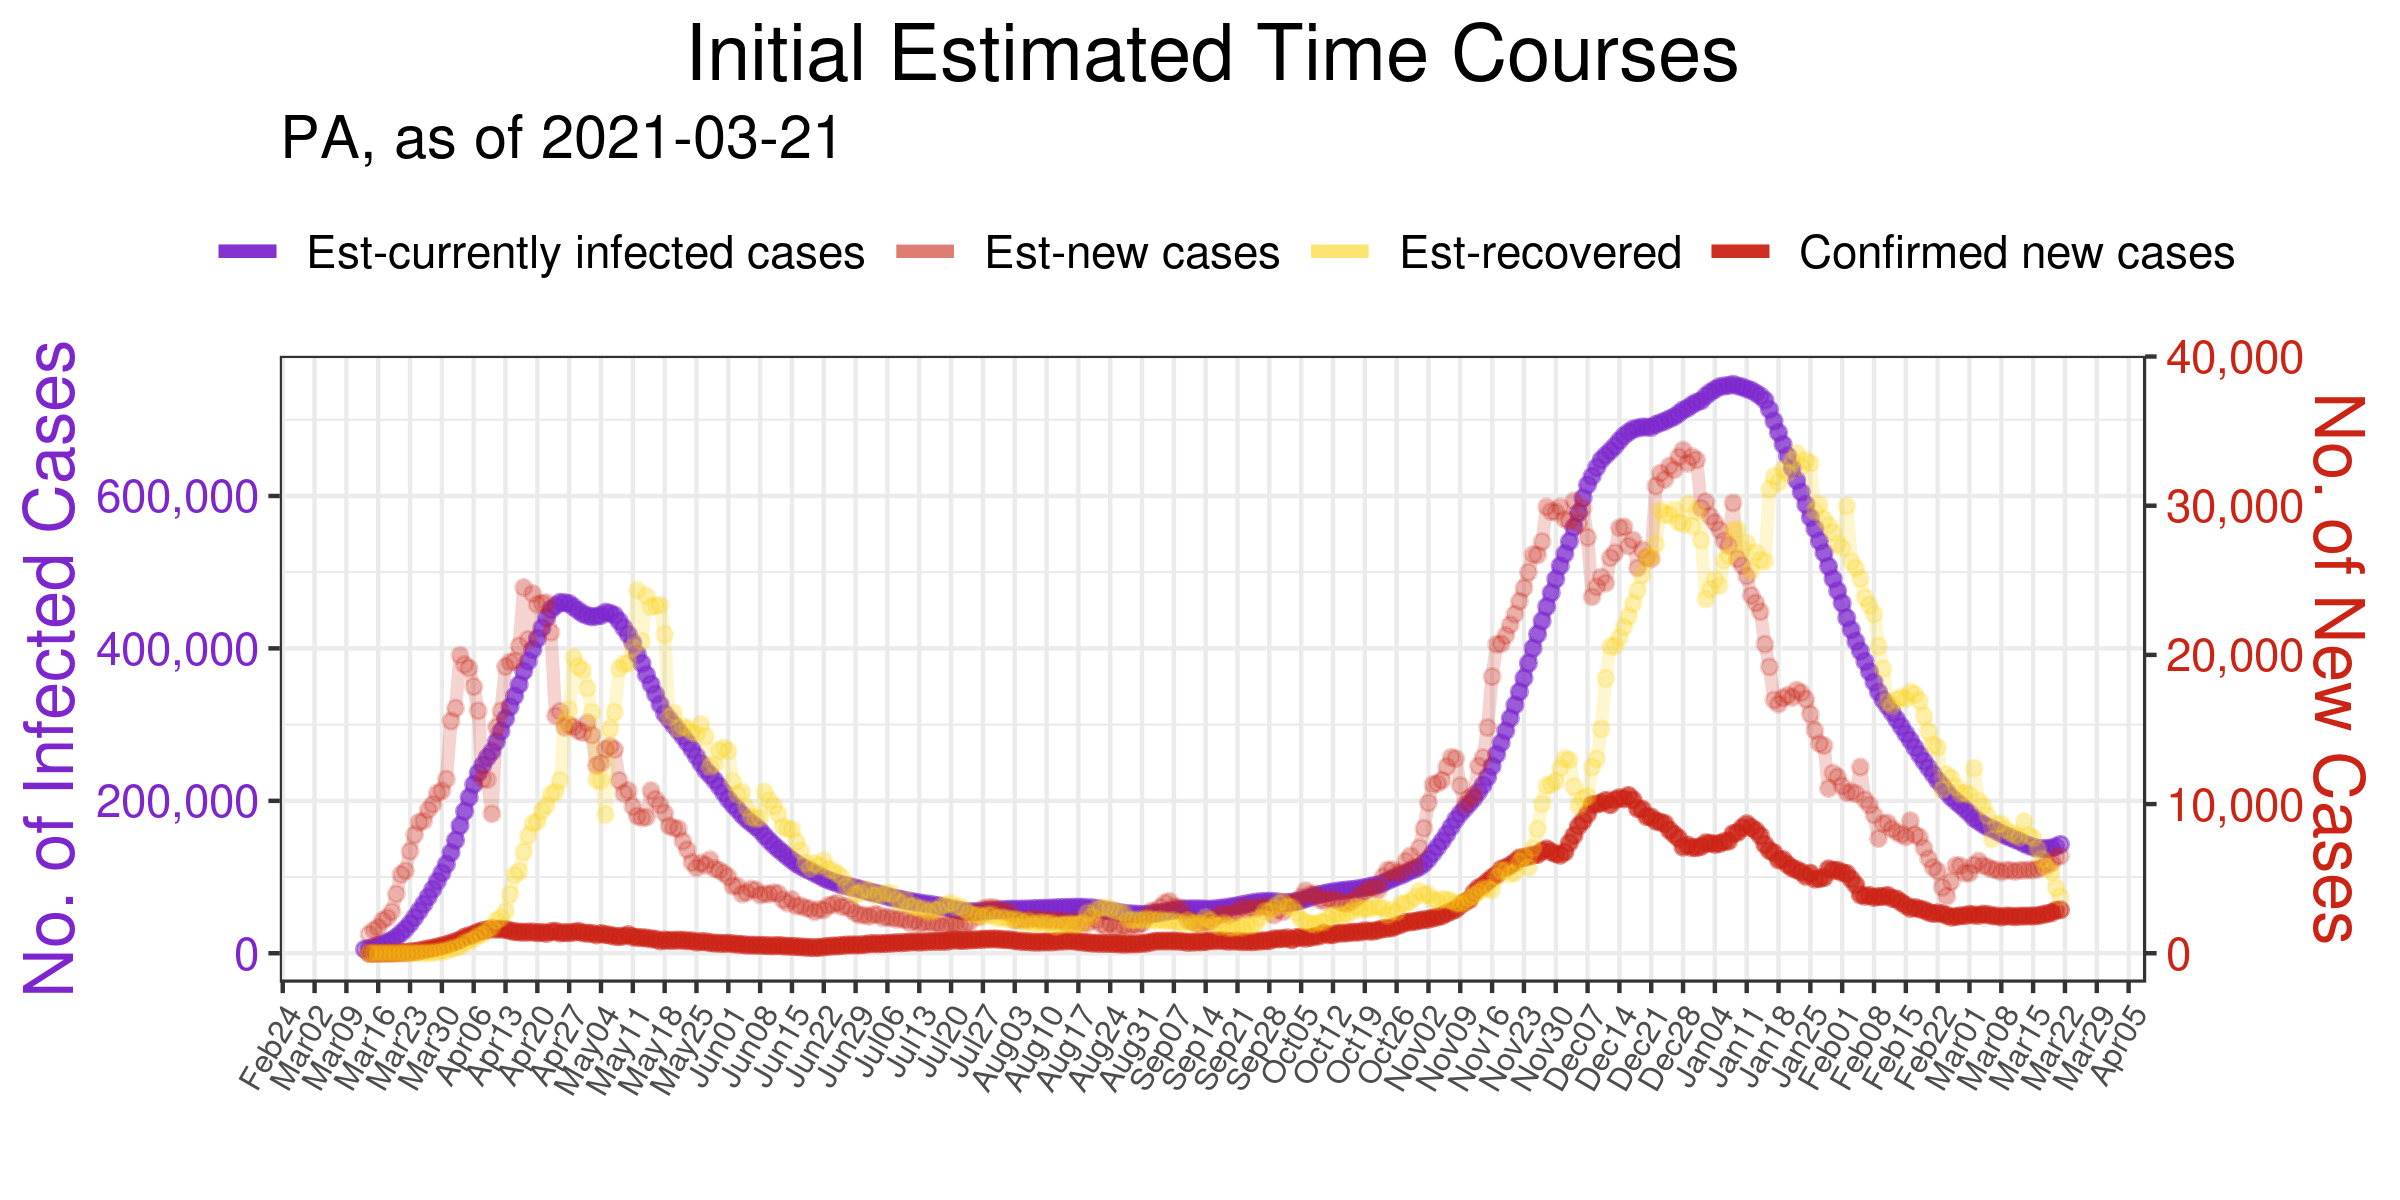 Initial Estimated Time Courses
PA, as of 2021-03-21
Est-currently infected cases Est-new cases Est-recovered Confirmed new cases
No. of Infected Cases
600,000
400,000
200,000
0
40,000
30,000
20,000
10,000
0
No. of New Cases
Feb24 Mar02 Mar09 Mar16 Mar23 Mar30 Apr06 Apr13 Apr20 Apr27 May04 May11 May18 May25 Jun01 Jun08 Jun15 Jun22 Jun29 Jul06 Jul13 Jul20 Jul27 Aug03 Aug10 Aug17 Aug24 Aug31 Sep07 Sep14 Sep21 Sep28 Oct05 Oct12 Oct19 Oct26 Nov02 Nov09 Nov16 Nov23 Nov30 Dec07 Dec14 Dec21 Dec28 Dec04 Jan11 Jan18 Jan25 Feb01 Feb08 Feb15 Feb22 Mar01 Mar08 Mar15 Mar22 Mar29 Apr05